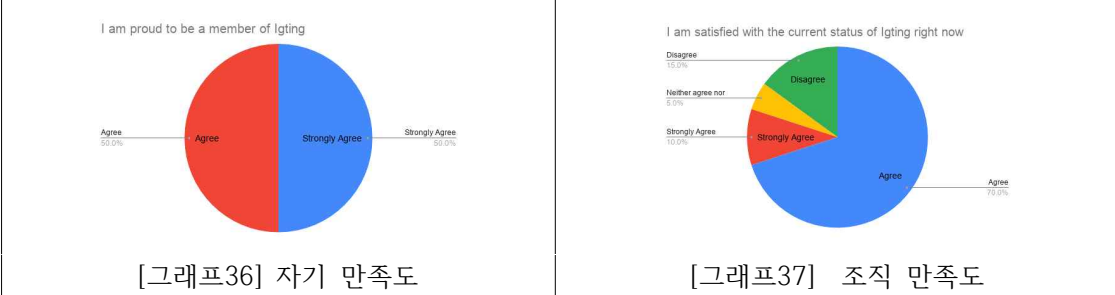 I am proud to be a member of Igting
Agree
50.0%
Agree
Strongly Agree
Strongly Agree
50.0%
[그래프36] 자기 만족도
I am satisfied with the current status of Igting right now
Disagree
15.0%
Disagree
Neither agree nor
5.0%
Strongly Agree
10.0%
Strongly Agree
Agree
Agree
70.0%
[그래프37] 조직 만족도